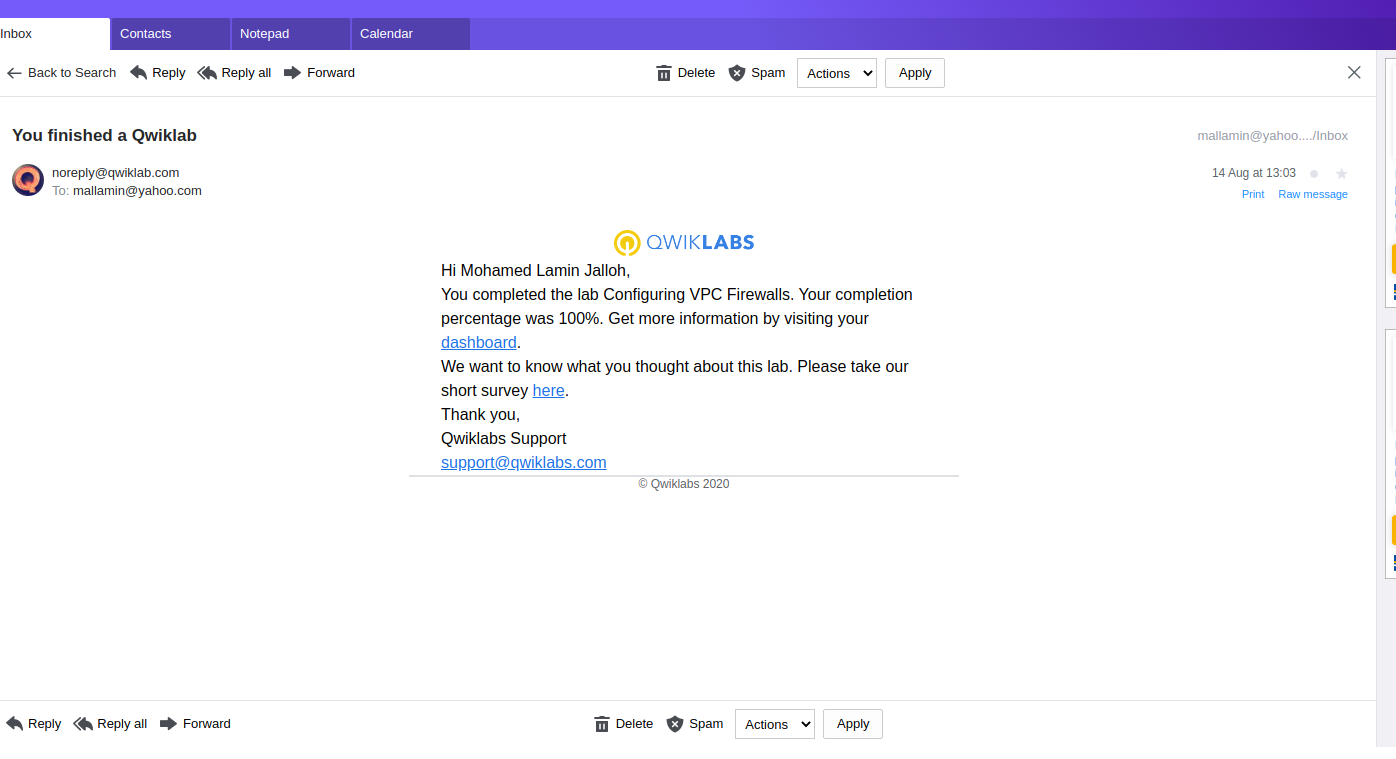 Inbox
Contacts
Notepad
Calendar
Back to Search
Reply
Reply all
Forward
Delete
Spam
Actions
Apply
You finished a Qwiklab
mallamin@yahoo..../Inbox
noreply@qwiklab.com
14 Aug at 13:03
To: mallamin@yahoo.com
Print
Raw message
QWIKLABS
Hi Mohamed Lamin Jalloh,
You completed the lab Configuring VPC Firewalls. Your completion
percentage was 100%. Get more information by visiting your
dashboard.
We want to know what you thought about this lab. Please take our
short survey here.
Thank you,
Qwiklabs Support
support@qwiklabs.com
© Qwiklabs 2020
Reply
Reply all
Forward
Delete
Spam
Actions
Apply